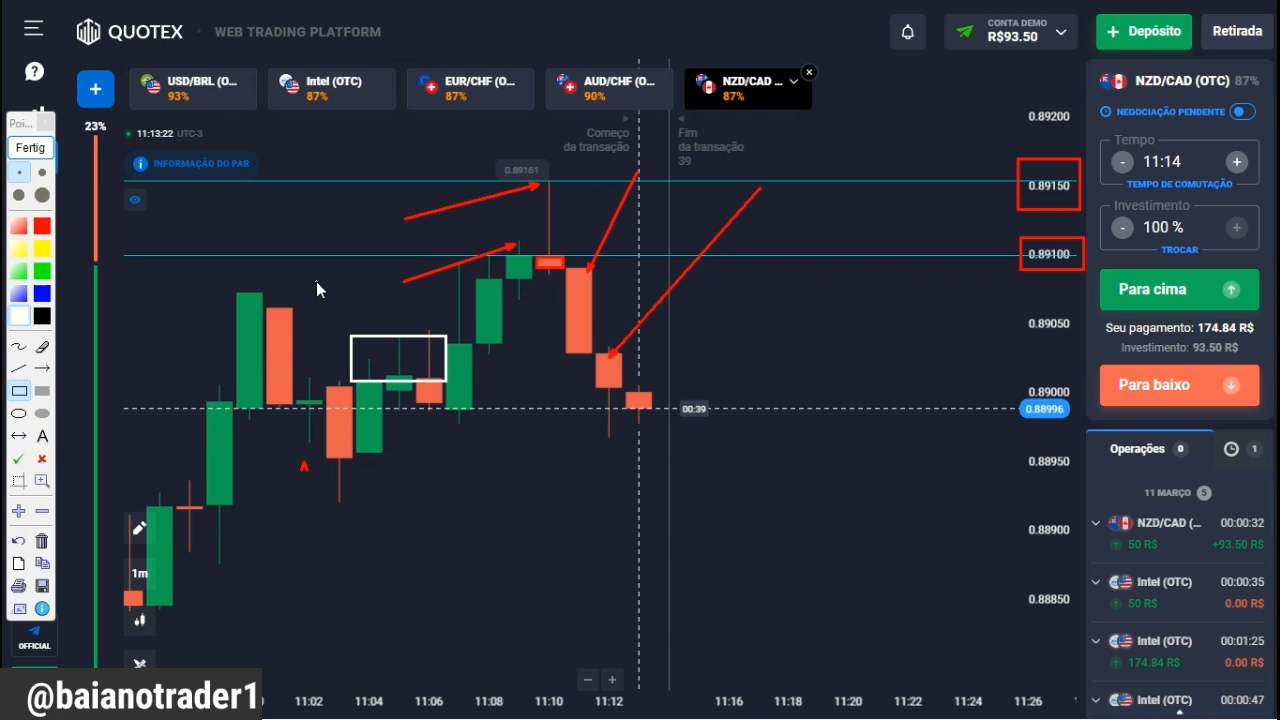 QUOTEX
WEB TRADING PLATFORM
CONTA DEMO
R$93.50
Depósito
Retirada
USD/BRL (O...
93%
Intel (OTC)
87%
EUR/CHF (O...
87%
AUD/CHF (O...
90%
NZD/CAD ...
87%
NZD/CAD (OTC) 87%
NEGOCIAÇÃO PENDENTE
Tempo
- 11:14 +
TEMPO DE COMUTAÇÃO
Investimento
- 100 % +
TROCAR
Para cima
Seu pagamento: 174.84 R$
Investimento: 93.50 R$
Para baixo
Operações 0
1
11 MARÇO 5
NZD/CAD (... 00:00:32
50 R$ +93.50 R$
Intel (OTC) 00:00:35
50 R$ 0.00 R$
Intel (OTC) 00:01:25
174.84 R$ 0.00 R$
Intel (OTC) 00:00:47
Poi...
Fertig
A
OFFICIAL
23%
11:13:22 UTC-3
INFORMAÇÃO DO PAR
Começo
da transação
Fim
da transação
39
0.89161
0.89200
0.89150
0.89100
0.89050
0.89000
0.88996
0.88950
0.88900
0.88850
00:39
1m
11:02 11:04 11:06 11:08 11:10 11:12 11:16 11:18 11:20 11:22 11:24 11:26
@baianotrader1